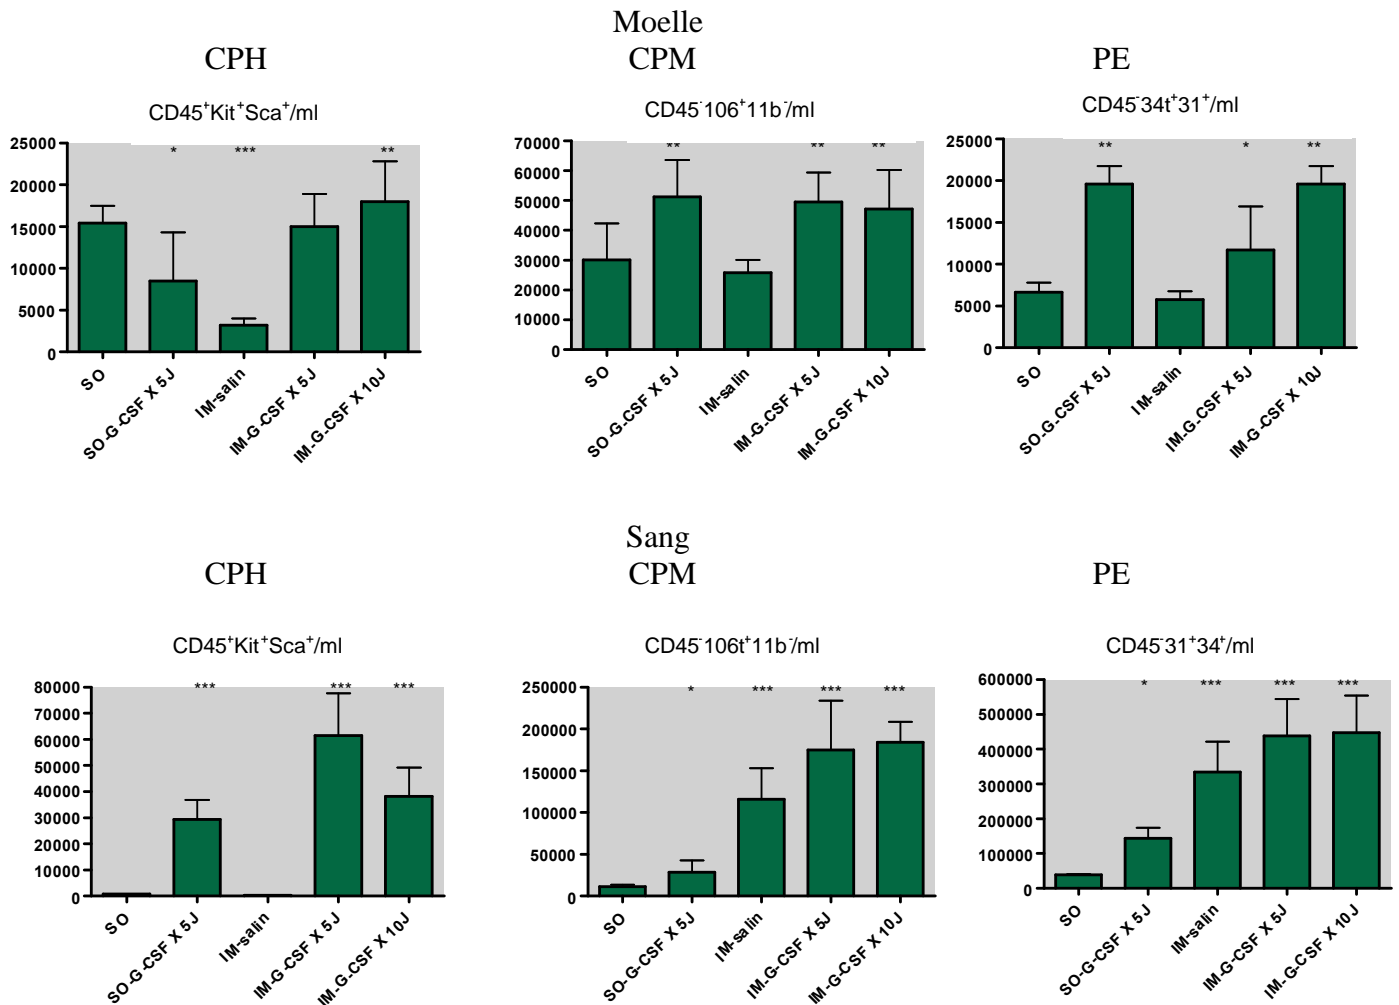 Moelle
CPH CPM PE
CD45⁺Kit⁺Sca⁺/ml
25000
20000
15000
10000
5000
0
* *** **
SO
SO-G-CSF X 5J
IM-salin
IM-G-CSF X 5J
IM-G-CSF X 10J
CD45⁻106⁺11b⁻/ml
70000
60000
50000
40000
30000
20000
10000
0
** ** **
SO
SO-G-CSF X 5J
IM-salin
IM-G-CSF X 5J
IM-G-CSF X 10J
CD45⁻34t⁺31⁺/ml
25000
20000
15000
10000
5000
0
** * **
SO
SO-G-CSF X 5J
IM-salin
IM-G-CSF X 5J
IM-G-CSF X 10J
Sang
CPH CPM PE
CD45⁺Kit⁺Sca⁺/ml
80000
70000
60000
50000
40000
30000
20000
10000
0
*** *** ***
SO
SO-G-CSF X 5J
IM-salin
IM-G-CSF X 5J
IM-G-CSF X 10J
CD45⁻106t⁺11b⁻/ml
250000
200000
150000
100000
50000
0
* *** *** ***
SO
SO-G-CSF X 5J
IM-salin
IM-G-CSF X 5J
IM-G-CSF X 10J
CD45⁻31⁺34⁺/ml
600000
500000
400000
300000
200000
100000
0
* *** *** ***
SO
SO-G-CSF X 5J
IM-salin
IM-G-CSF X 5J
IM-G-CSF X 10J